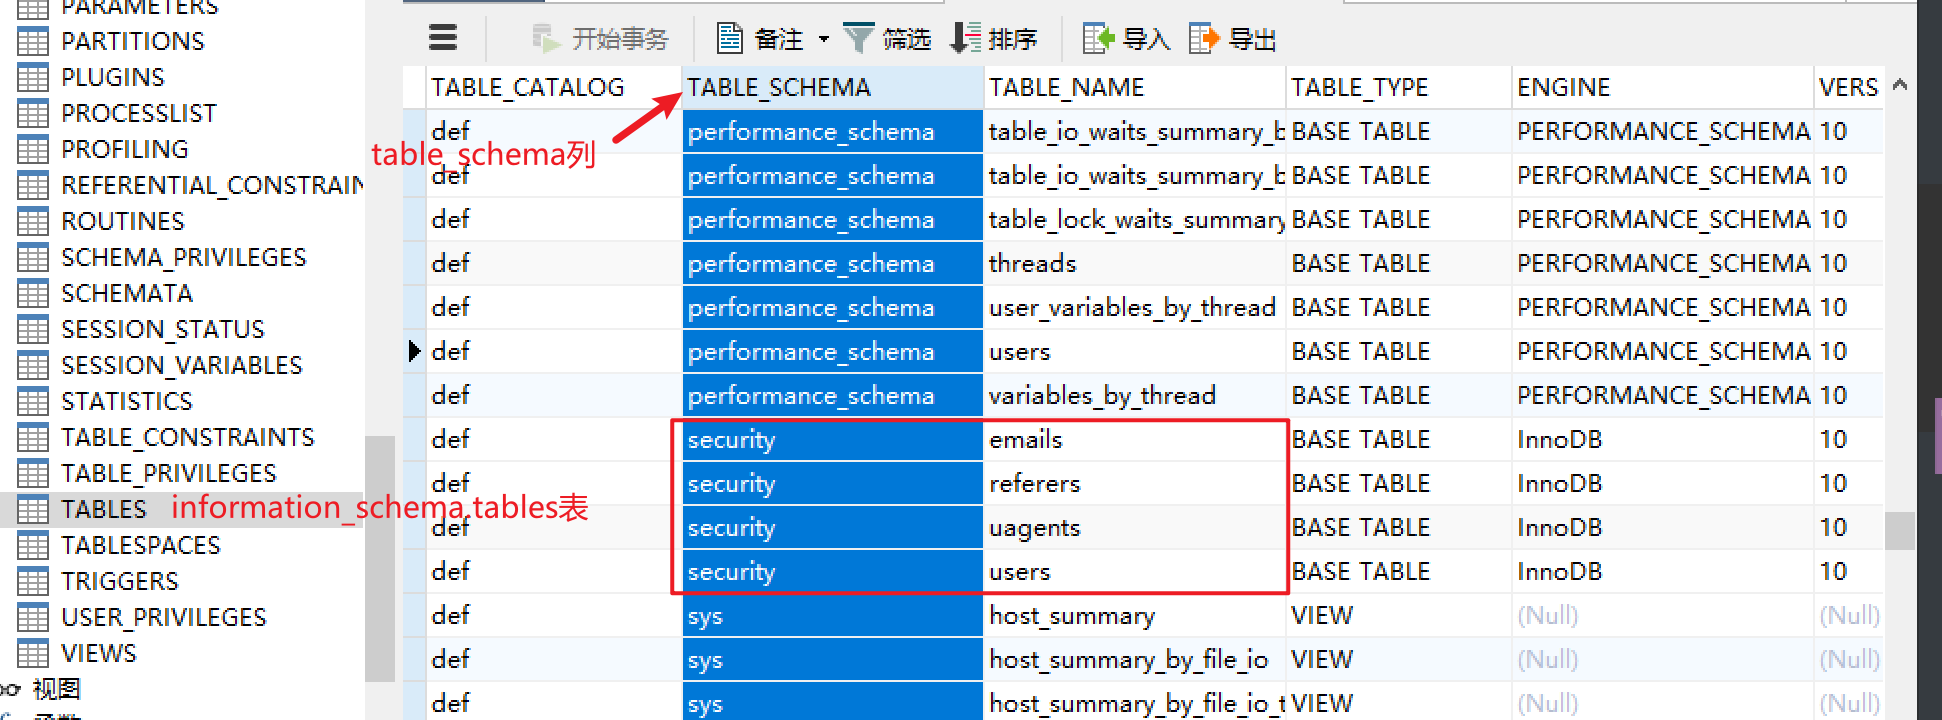 PARAMETERS
PARTITIONS
PLUGINS
PROCESSLIST
PROFILING
REFERENTIAL_CONSTRAIN
ROUTINES
SCHEMA_PRIVILEGES
SCHEMATA
SESSION_STATUS
SESSION_VARIABLES
STATISTICS
TABLE_CONSTRAINTS
TABLE_PRIVILEGES
TABLES information_schema.tables表
TABLESPACES
TRIGGERS
USER_PRIVILEGES
VIEWS
视图
函数
开始事务 备注 筛选 排序 导入 导出
TABLE_CATALOG TABLE_SCHEMA TABLE_NAME TABLE_TYPE ENGINE VERS
table_schema列
def performance_schema table_io_waits_summary_b BASE TABLE PERFORMANCE_SCHEMA 10
def performance_schema table_io_waits_summary_b BASE TABLE PERFORMANCE_SCHEMA 10
def performance_schema table_lock_waits_summary_ BASE TABLE PERFORMANCE_SCHEMA 10
def performance_schema threads BASE TABLE PERFORMANCE_SCHEMA 10
def performance_schema user_variables_by_thread BASE TABLE PERFORMANCE_SCHEMA 10
def performance_schema users BASE TABLE PERFORMANCE_SCHEMA 10
def performance_schema variables_by_thread BASE TABLE PERFORMANCE_SCHEMA 10
def security emails BASE TABLE InnoDB 10
def security referers BASE TABLE InnoDB 10
def security uagents BASE TABLE InnoDB 10
def security users BASE TABLE InnoDB 10
def sys host_summary VIEW (Null) (Null)
def sys host_summary_by_file_io VIEW (Null) (Null)
def sys host_summary_by_file_io_t VIEW (Null) (Null)